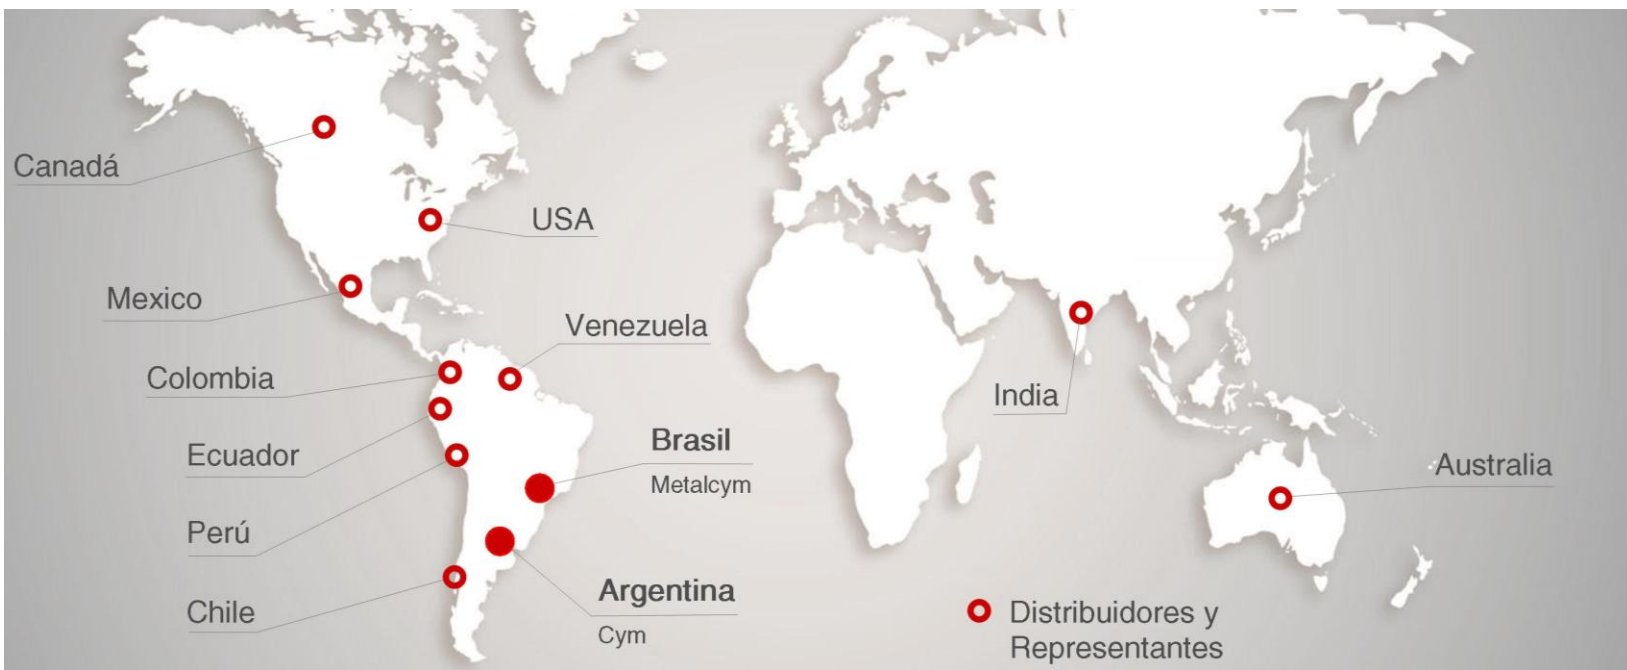 Canadá
USA
Mexico
Venezuela
Colombia
India
Ecuador
Brasil
Metalcym
Australia
Perú
Argentina
Cym
Chile
Distribuidores y
Representantes